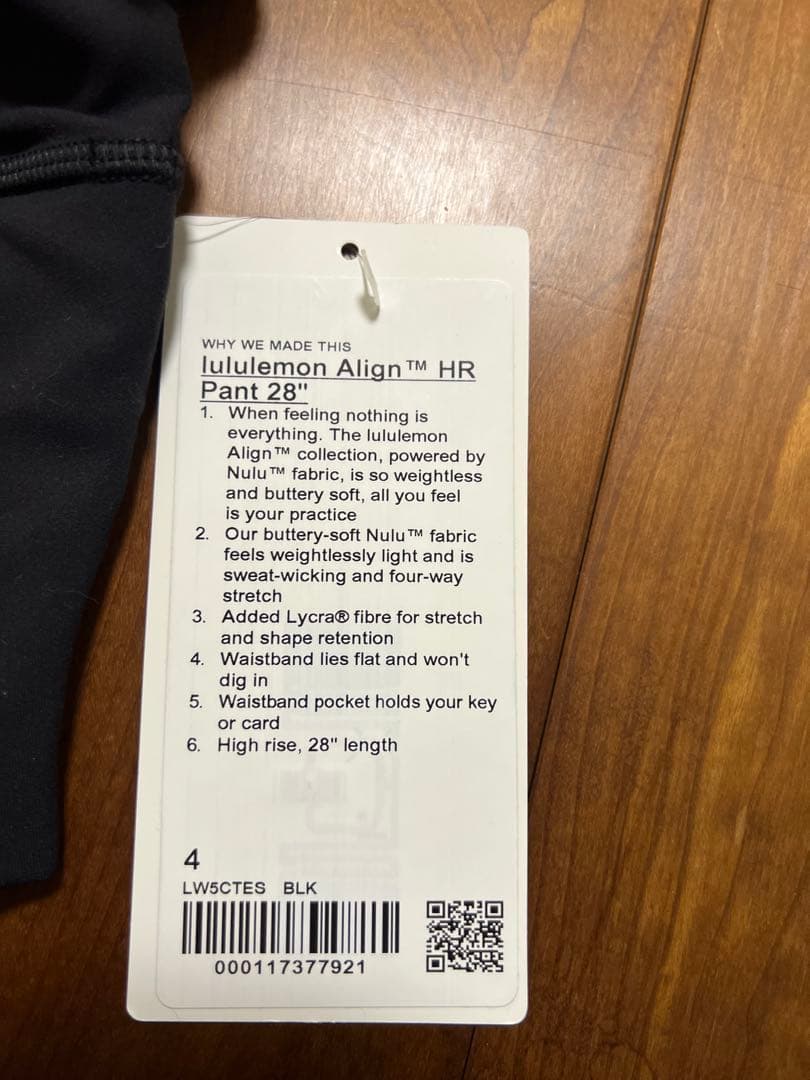 WHY WE MADE THIS
lululemon Align™ HR
Pant 28"
1. When feeling nothing is
everything. The lululemon
Align™ collection, powered by
Nulu™ fabric, is so weightless
and buttery soft, all you feel
is your practice
2. Our buttery-soft Nulu™ fabric
feels weightlessly light and is
sweat-wicking and four-way
stretch
3. Added Lycra® fibre for stretch
and shape retention
4. Waistband lies flat and won't
dig in
5. Waistband pocket holds your key
or card
6. High rise, 28" length
4
LW5CTES BLK
000117377921